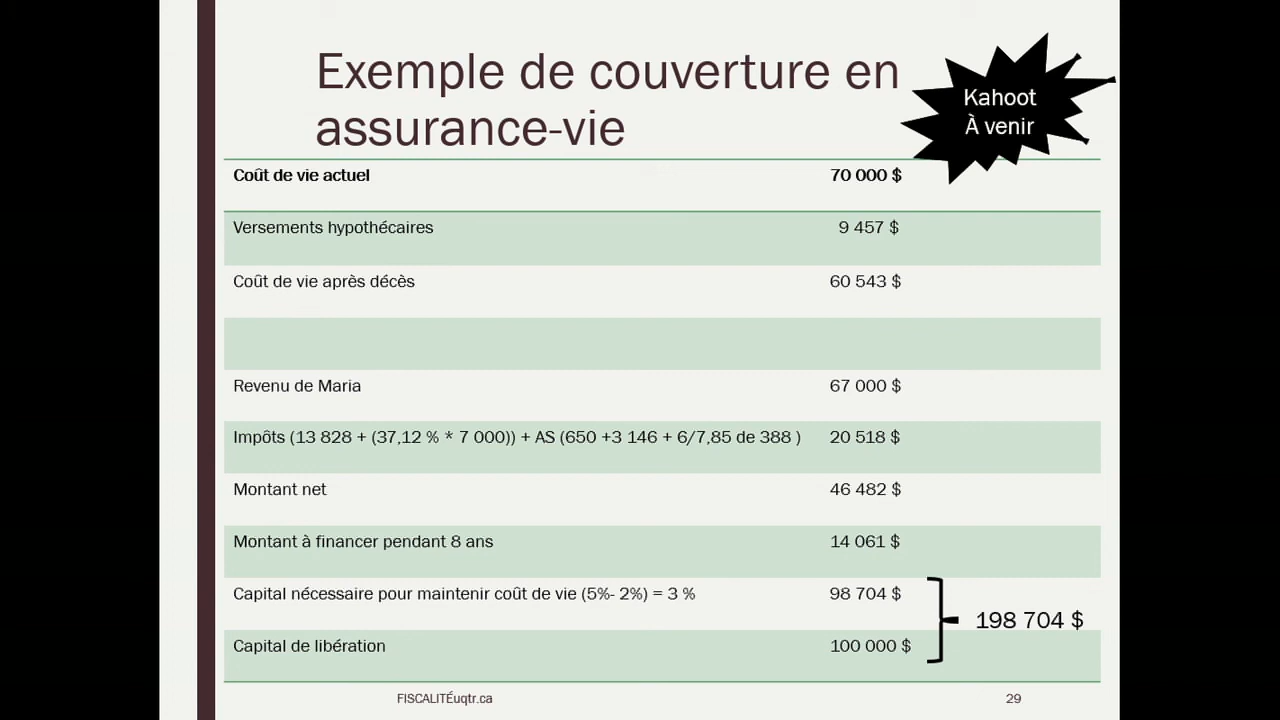 Exemple de couverture en
assurance-vie
Kahoot
À venir
Coût de vie actuel 70 000 $
Versements hypothécaires 9 457 $
Coût de vie après décès 60 543 $
Revenu de Maria 67 000 $
Impôts (13 828 + (37,12 % * 7 000)) + AS (650 +3 146 + 6/7,85 de 388 ) 20 518 $
Montant net 46 482 $
Montant à financer pendant 8 ans 14 061 $
Capital nécessaire pour maintenir coût de vie (5%- 2%) = 3 % 98 704 $
198 704 $
Capital de libération 100 000 $
FISCALITÉuqtr.ca 29